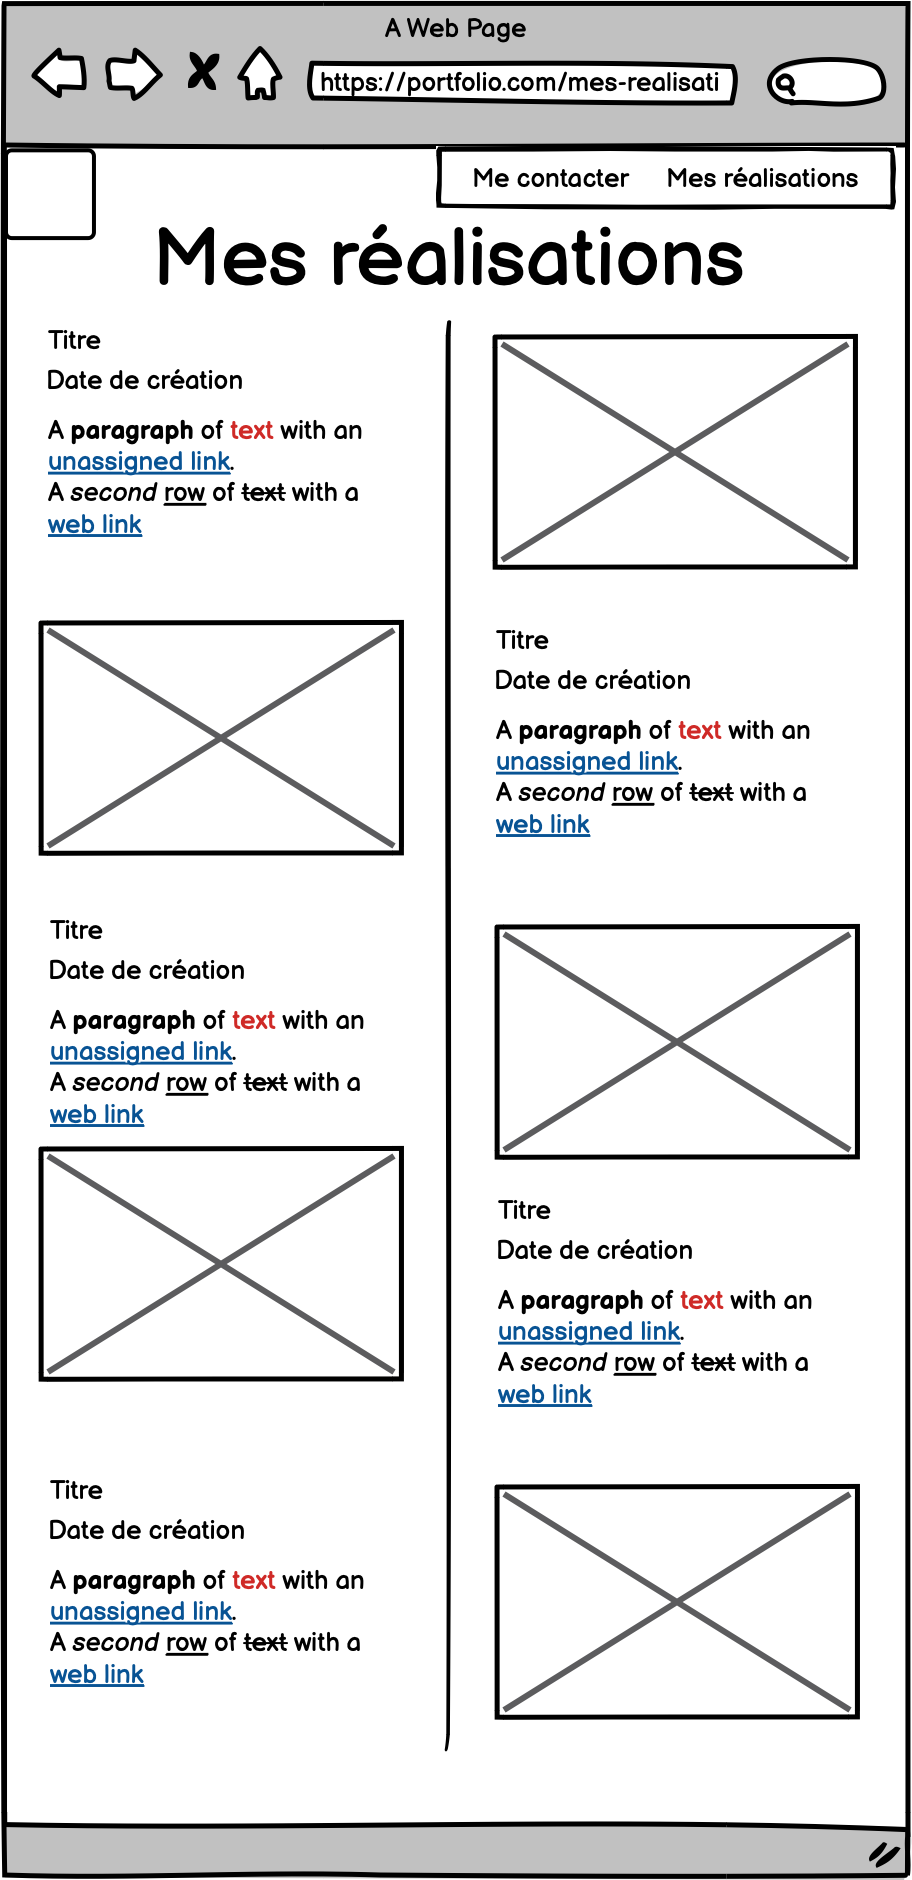 A Web Page
https://portfolio.com/mes-realisati
Me contacter Mes réalisations
Mes réalisations
Titre
Date de création
A paragraph of text with an
unassigned link.
A second row of text with a
web link
Titre
Date de création
A paragraph of text with an
unassigned link.
A second row of text with a
web link
Titre
Date de création
A paragraph of text with an
unassigned link.
A second row of text with a
web link
Titre
Date de création
A paragraph of text with an
unassigned link.
A second row of text with a
web link
Titre
Date de création
A paragraph of text with an
unassigned link.
A second row of text with a
web link